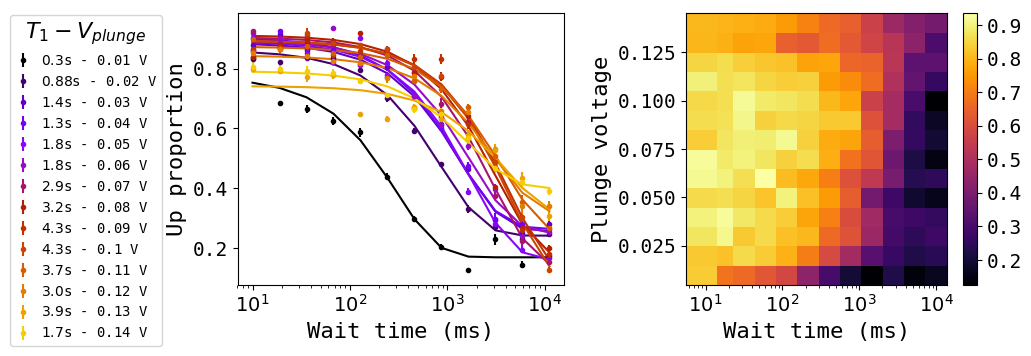 T₁ − V_plunge
0.3s - 0.01 V
0.88s - 0.02 V
1.4s - 0.03 V
1.3s - 0.04 V
1.8s - 0.05 V
1.8s - 0.06 V
2.9s - 0.07 V
3.2s - 0.08 V
4.3s - 0.09 V
4.3s - 0.1 V
3.7s - 0.11 V
3.0s - 0.12 V
3.9s - 0.13 V
1.7s - 0.14 V
Up proportion
0.8
0.6
0.4
0.2
10¹ 10² 10³ 10⁴
Wait time (ms)
Plunge voltage
0.125
0.100
0.075
0.050
0.025
10¹ 10² 10³ 10⁴
Wait time (ms)
0.9
0.8
0.7
0.6
0.5
0.4
0.3
0.2